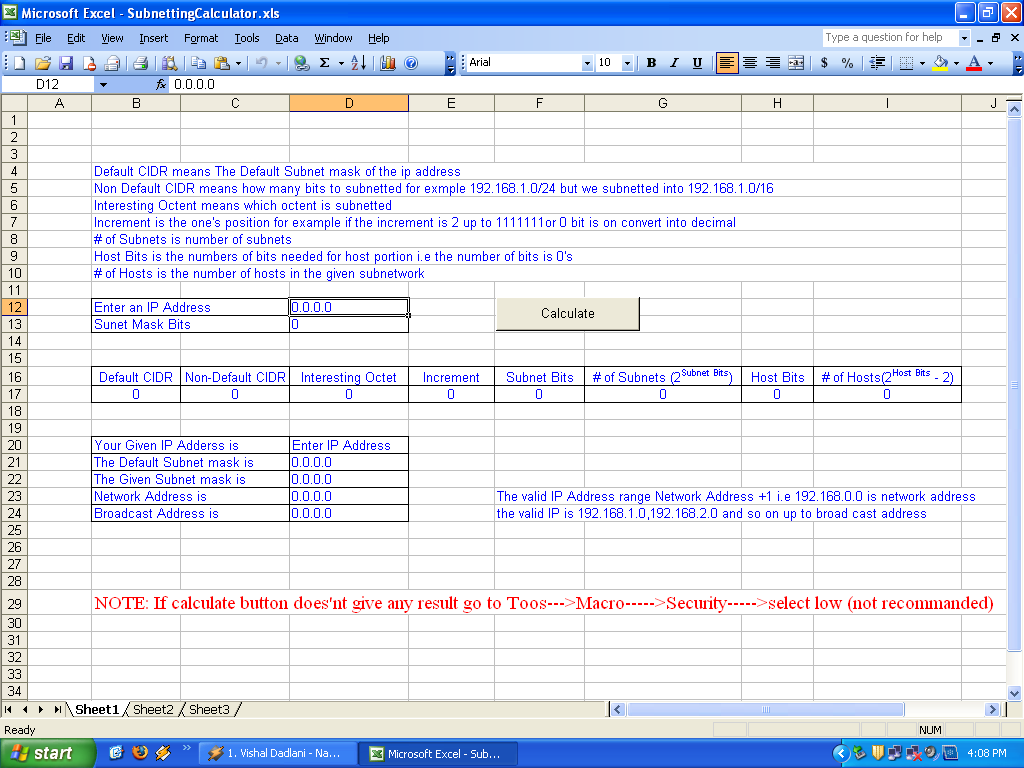 Microsoft Excel - SubnettingCalculator.xls
File Edit View Insert Format Tools Data Window Help Type a question for help
Arial 10 B I U $ %
D12 fx 0.0.0.0
A B C D E F G H I J
1
2
3
4 Default CIDR means The Default Subnet mask of the ip address
5 Non Default CIDR means how many bits to subnetted for exmple 192.168.1.0/24 but we subnetted into 192.168.1.0/16
6 Interesting Octent means which octent is subnetted
7 Increment is the one's position for example if the increment is 2 up to 1111111or 0 bit is on convert into decimal
8 # of Subnets is number of subnets
9 Host Bits is the numbers of bits needed for host portion i.e the number of bits is 0's
10 # of Hosts is the number of hosts in the given subnetwork
11
12 Enter an IP Address 0.0.0.0 Calculate
13 Sunet Mask Bits 0
14
15
16 Default CIDR Non-Default CIDR Interesting Octet Increment Subnet Bits # of Subnets (2^Subnet Bits) Host Bits # of Hosts(2^Host Bits - 2)
17 0 0 0 0 0 0 0 0
18
19
20 Your Given IP Adderss is Enter IP Address
21 The Default Subnet mask is 0.0.0.0
22 The Given Subnet mask is 0.0.0.0
23 Network Address is 0.0.0.0 The valid IP Address range Network Address +1 i.e 192.168.0.0 is network address
24 Broadcast Address is 0.0.0.0 the valid IP is 192.168.1.0,192.168.2.0 and so on up to broad cast address
25
26
27
28
29 NOTE: If calculate button does'nt give any result go to Toos--->Macro----->Security----->select low (not recommanded)
30
31
32
33
34
Sheet1 Sheet2 Sheet3
Ready NUM
start 1. Vishal Dadlani - Na... Microsoft Excel - Sub... 4:08 PM